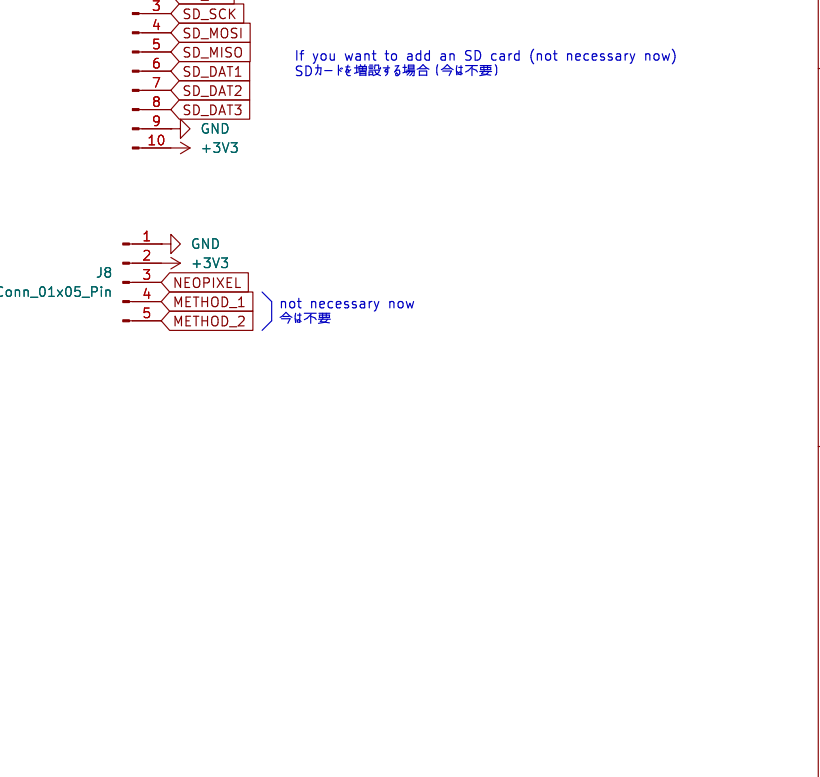 3 SD_SCK
4 SD_MOSI
5 SD_MISO
6 SD_DAT1
7 SD_DAT2
8 SD_DAT3
9 GND
10 +3V3
If you want to add an SD card (not necessary now)
SDカードを増設する場合(今は不要)
1 GND
2 +3V3
J8
Conn_01x05_Pin
3 NEOPIXEL
4 METHOD_1
5 METHOD_2
not necessary now
今は不要